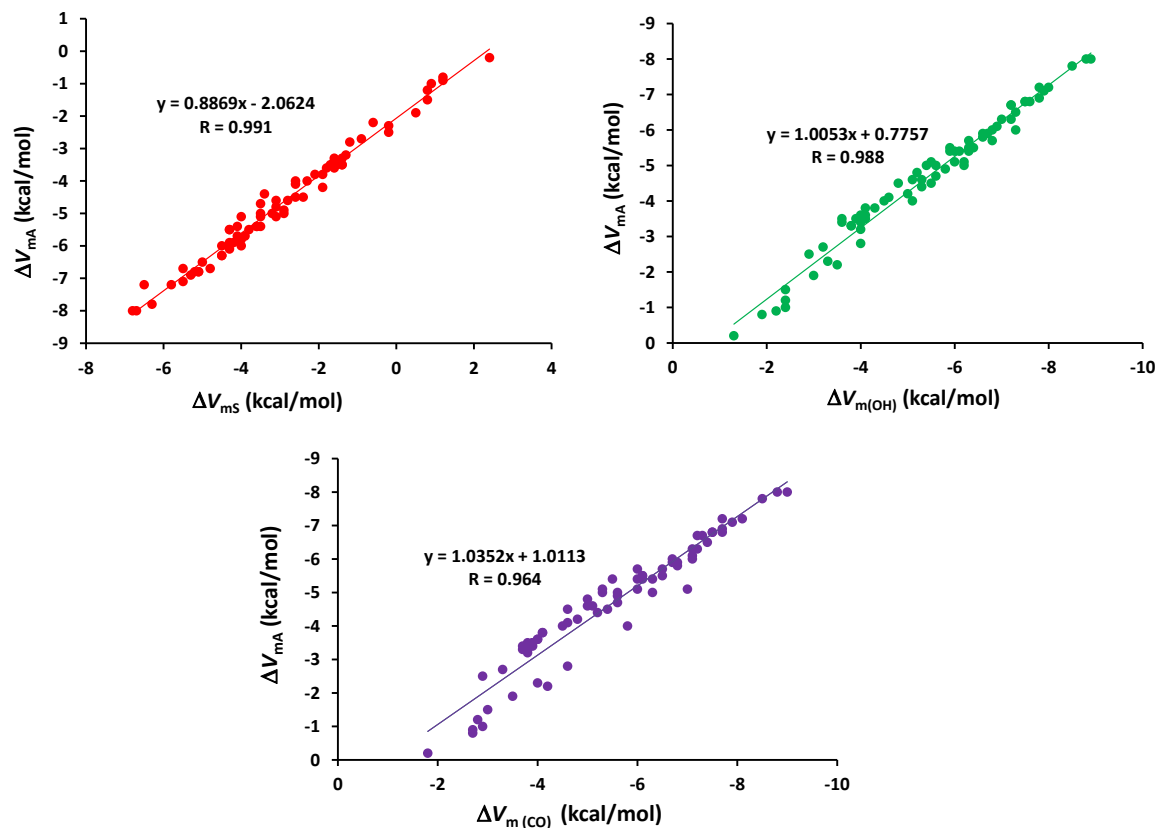 1
0
-1
-2
-3
-4
-5
-6
-7
-8
-9
-8 -6 -4 -2 0 2 4
ΔVmA (kcal/mol)
ΔVmS (kcal/mol)
y = 0.8869x - 2.0624
R = 0.991
-9
-8
-7
-6
-5
-4
-3
-2
-1
0
0 -2 -4 -6 -8 -10
ΔVmA (kcal/mol)
ΔVm(OH) (kcal/mol)
y = 1.0053x + 0.7757
R = 0.988
-9
-8
-7
-6
-5
-4
-3
-2
-1
0
0 -2 -4 -6 -8 -10
ΔVmA (kcal/mol)
ΔVm (CO) (kcal/mol)
y = 1.0352x + 1.0113
R = 0.964